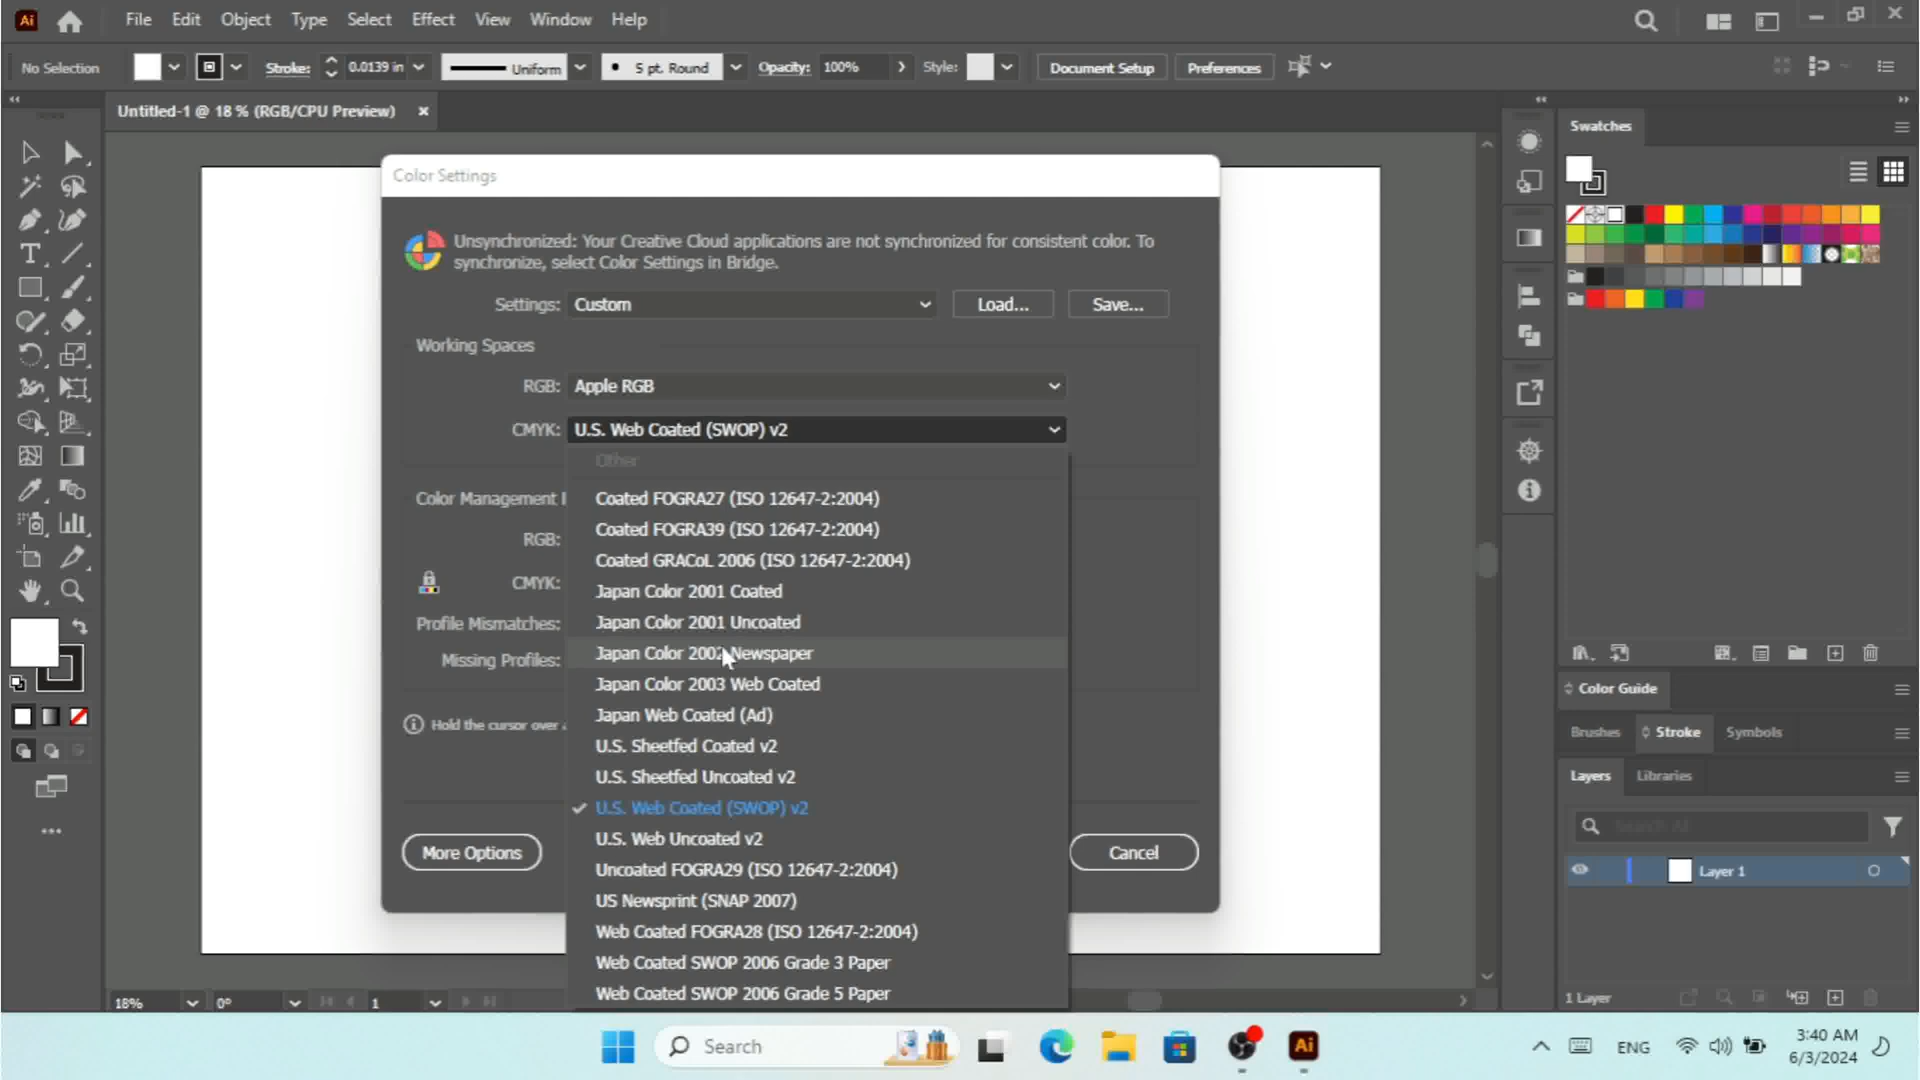 Ai File Edit Object Type Select Effect View Window Help
No Selection Stroke: 0.0139 in Uniform 5 pt. Round Opacity: 100% Style: Document Setup Preferences
Untitled-1 @ 18 % (RGB/CPU Preview)
Color Settings
Unsynchronized: Your Creative Cloud applications are not synchronized for consistent color. To
synchronize, select Color Settings in Bridge.
Settings: Custom Load... Save...
Working Spaces
RGB: Apple RGB
CMYK: U.S. Web Coated (SWOP) v2
Other
Coated FOGRA27 (ISO 12647-2:2004)
Coated FOGRA39 (ISO 12647-2:2004)
Coated GRACoL 2006 (ISO 12647-2:2004)
Japan Color 2001 Coated
Japan Color 2001 Uncoated
Japan Color 2002 Newspaper
Japan Color 2003 Web Coated
Japan Web Coated (Ad)
U.S. Sheetfed Coated v2
U.S. Sheetfed Uncoated v2
U.S. Web Coated (SWOP) v2
U.S. Web Uncoated v2
Uncoated FOGRA29 (ISO 12647-2:2004)
US Newsprint (SNAP 2007)
Web Coated FOGRA28 (ISO 12647-2:2004)
Web Coated SWOP 2006 Grade 3 Paper
Web Coated SWOP 2006 Grade 5 Paper
Color Management
RGB:
CMYK:
Profile Mismatches:
Missing Profiles:
Hold the cursor over
More Options Cancel
Swatches
Color Guide
Brushes Stroke Symbols
Layers Libraries
Search All
Layer 1
1 Layer
18% 0° 1
Search
Ai
ENG
3:40 AM
6/3/2024